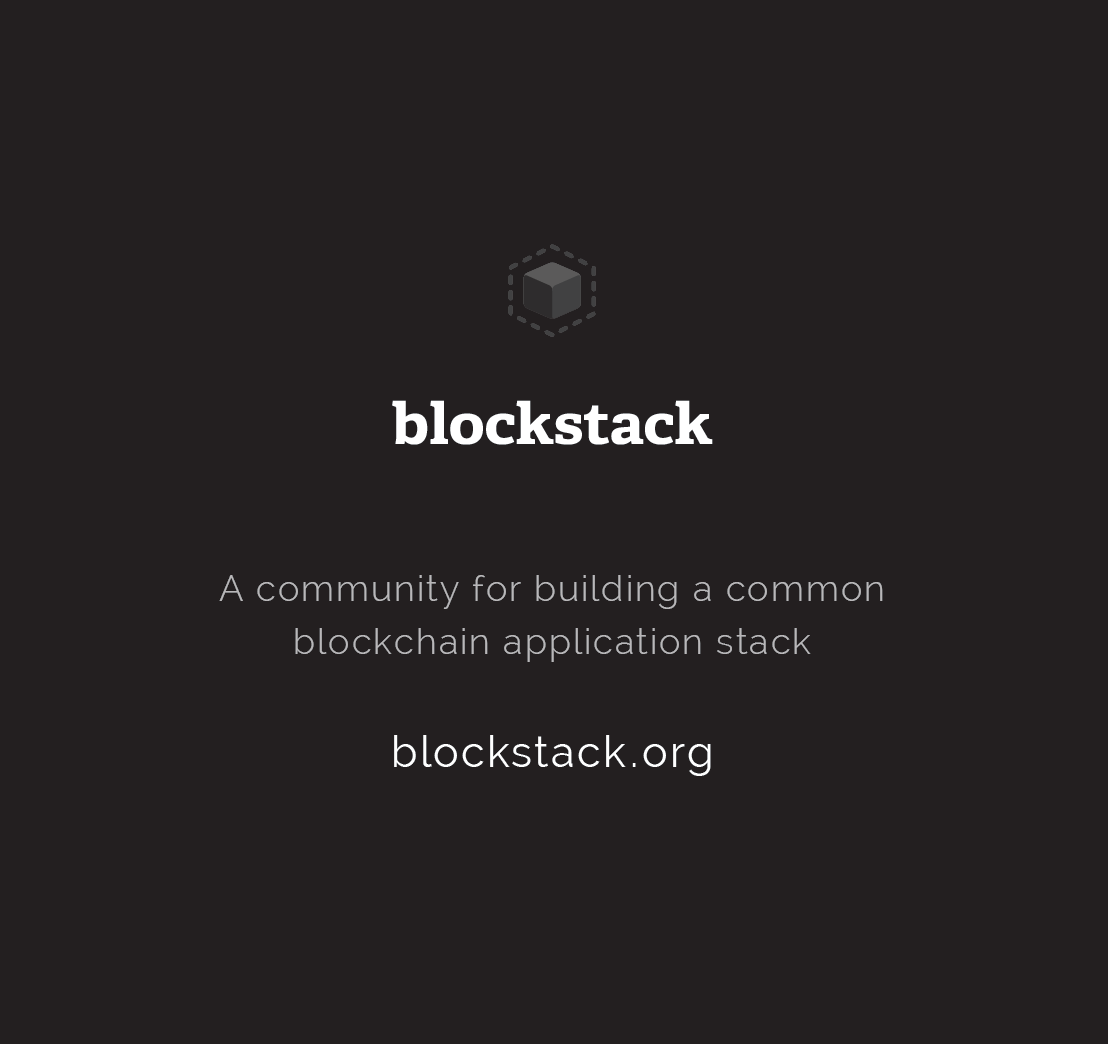 blockstack
A community for building a common
blockchain application stack
blockstack.org